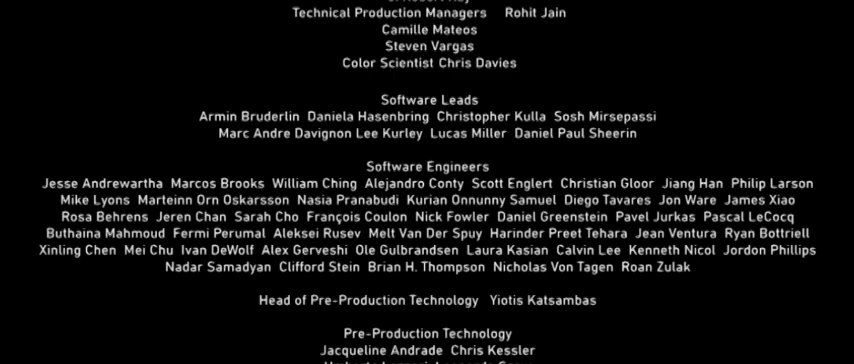 Technical Production Managers Rohit Jain
Camille Mateos
Steven Vargas
Color Scientist Chris Davies
Software Leads
Armin Bruderlin Daniela Hasenbring Christopher Kulla Sosh Mirsepassi
Marc Andre Davignon Lee Kurley Lucas Miller Daniel Paul Sheerin
Software Engineers
Jesse Andrewartha Marcos Brooks William Ching Alejandro Conty Scott Englert Christian Gloor Jiang Han Philip Larson
Mike Lyons Marteinn Orn Oskarsson Nasia Pranabudi Kurian Onnunny Samuel Diego Tavares Jon Ware James Xiao
Rosa Behrens Jeren Chan Sarah Cho François Coulon Nick Fowler Daniel Greenstein Pavel Jurkas Pascal LeCocq
Buthaina Mahmoud Fermi Perumal Aleksei Rusev Melt Van Der Spuy Harinder Preet Tehara Jean Ventura Ryan Bottriell
Xinling Chen Mei Chu Ivan DeWolf Alex Gerveshi Ole Gulbrandsen Laura Kasian Calvin Lee Kenneth Nicol Jordon Phillips
Nadar Samadyan Clifford Stein Brian H. Thompson Nicholas Von Tagen Roan Zulak
Head of Pre-Production Technology Yiotis Katsambas
Pre-Production Technology
Jacqueline Andrade Chris Kessler